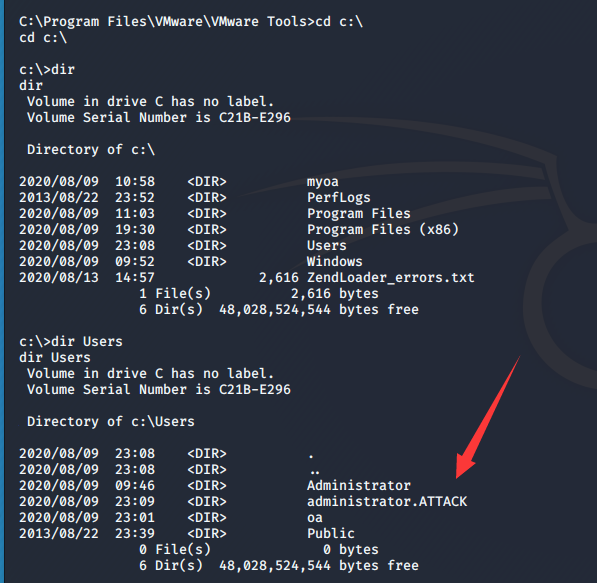 C:\Program Files\VMware\VMware Tools>cd c:\
cd c:\
c:\>dir
dir
 Volume in drive C has no label.
 Volume Serial Number is C21B-E296
 Directory of c:\
2020/08/09  10:58    <DIR>          myoa
2013/08/22  23:52    <DIR>          PerfLogs
2020/08/09  11:03    <DIR>          Program Files
2020/08/09  19:30    <DIR>          Program Files (x86)
2020/08/09  23:08    <DIR>          Users
2020/08/09  09:52    <DIR>          Windows
2020/08/13  14:57             2,616 ZendLoader_errors.txt
               1 File(s)          2,616 bytes
               6 Dir(s)  48,028,524,544 bytes free
c:\>dir Users
dir Users
 Volume in drive C has no label.
 Volume Serial Number is C21B-E296
 Directory of c:\Users
2020/08/09  23:08    <DIR>          .
2020/08/09  23:08    <DIR>          ..
2020/08/09  09:46    <DIR>          Administrator
2020/08/09  23:09    <DIR>          administrator.ATTACK
2020/08/09  23:01    <DIR>          oa
2013/08/22  23:39    <DIR>          Public
               0 File(s)              0 bytes
               6 Dir(s)  48,028,524,544 bytes free